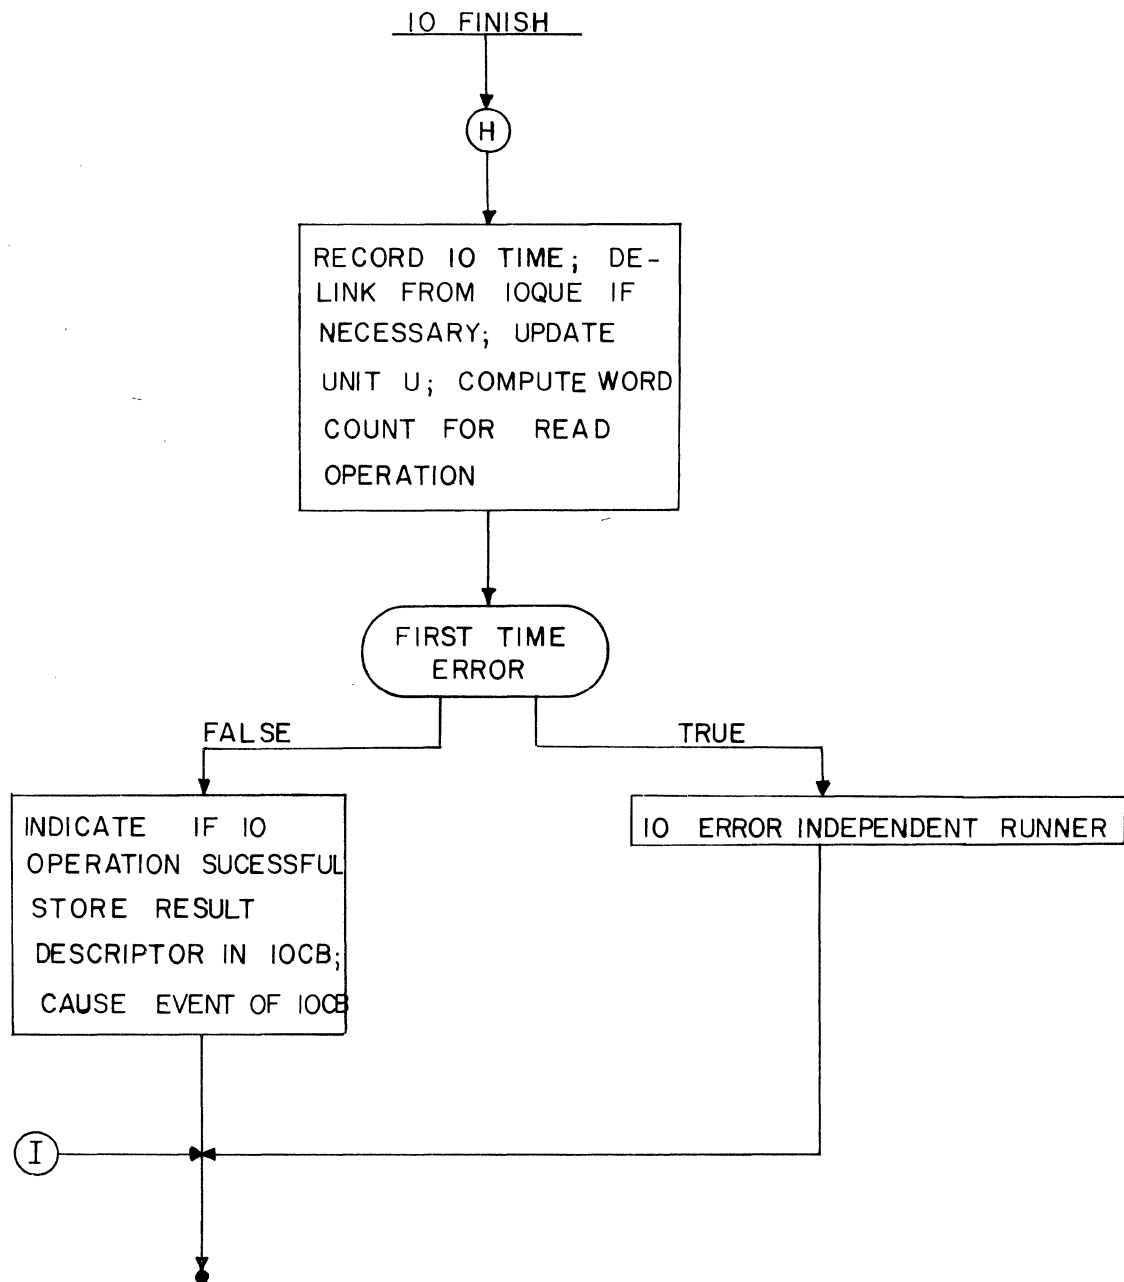 IO FINISH
H
RECORD IO TIME; DE-
LINK FROM IOQUE IF
NECESSARY; UPDATE
UNIT U; COMPUTE WORD
COUNT FOR READ
OPERATION
FIRST TIME
ERROR
FALSE
TRUE
INDICATE IF IO
OPERATION SUCESSFUL
STORE RESULT
DESCRIPTOR IN IOCB;
CAUSE EVENT OF IOCB
IO ERROR INDEPENDENT RUNNER
I